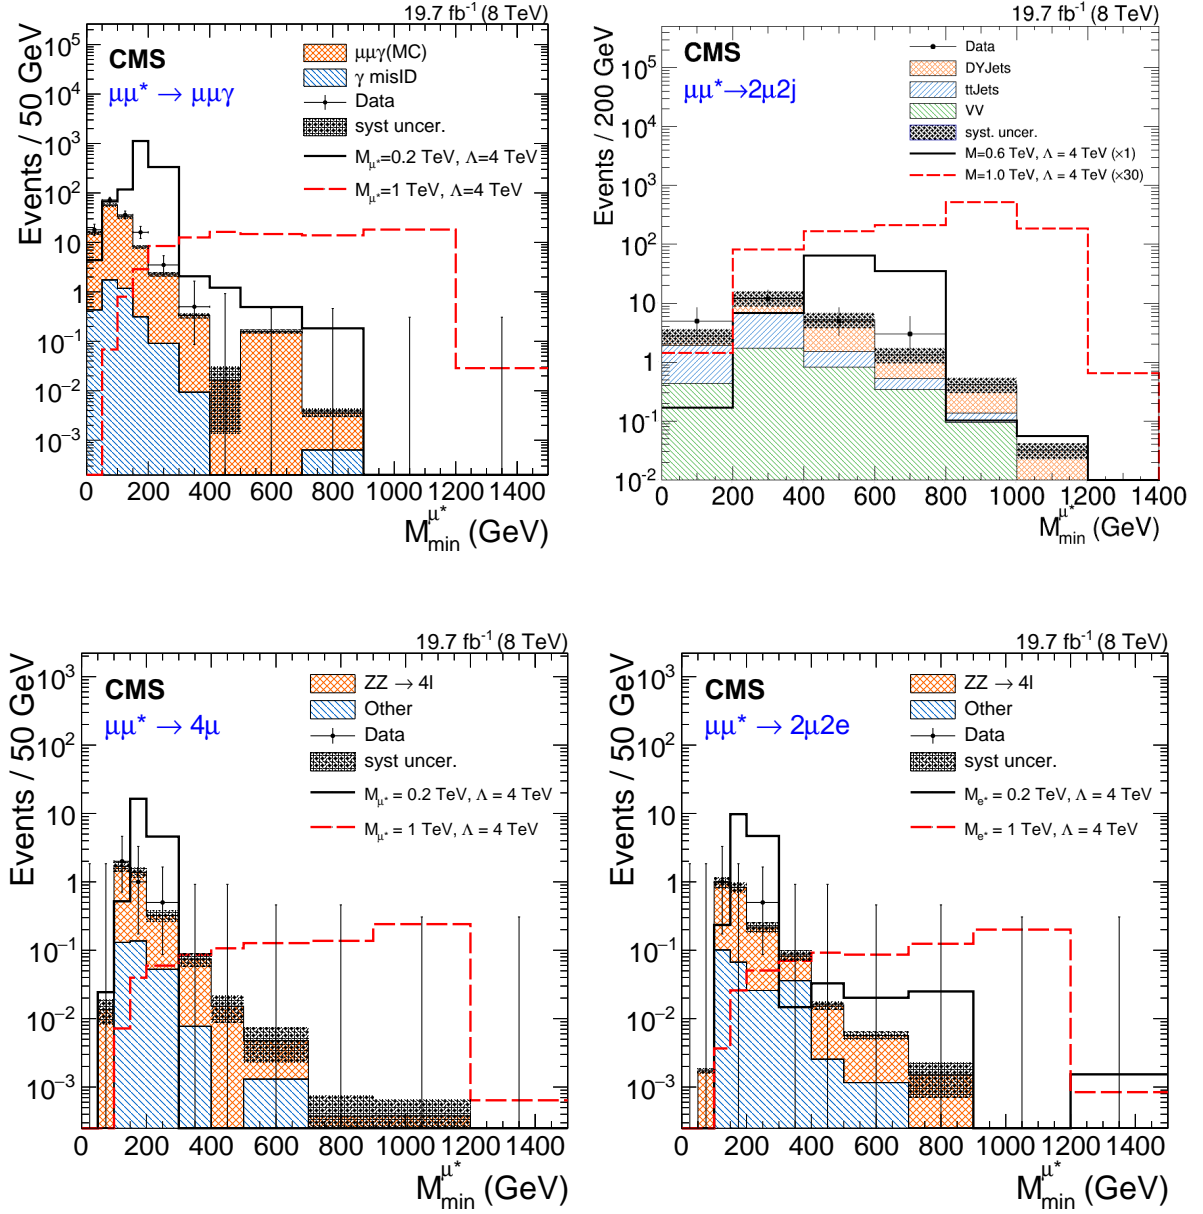 19.7 fb⁻¹ (8 TeV)
CMS
μμ* → μμγ
μμγ(MC)
γ misID
Data
syst uncer.
M_μ*=0.2 TeV, Λ=4 TeV
M_μ*=1 TeV, Λ=4 TeV
Events / 50 GeV
10⁵
10⁴
10³
10²
10
1
10⁻¹
10⁻²
10⁻³
0 200 400 600 800 1000 1200 1400
M_min^μ* (GeV)
19.7 fb⁻¹ (8 TeV)
CMS
μμ*→2μ2j
Data
DYJets
ttJets
VV
syst. uncer.
M=0.6 TeV, Λ = 4 TeV (×1)
M=1.0 TeV, Λ = 4 TeV (×30)
Events / 200 GeV
10⁵
10⁴
10³
10²
10
1
10⁻¹
10⁻²
0 200 400 600 800 1000 1200 1400
M_min^μ* (GeV)
19.7 fb⁻¹ (8 TeV)
CMS
μμ* → 4μ
ZZ → 4l
Other
Data
syst uncer.
M_μ* = 0.2 TeV, Λ = 4 TeV
M_μ* = 1 TeV, Λ = 4 TeV
Events / 50 GeV
10³
10²
10
1
10⁻¹
10⁻²
10⁻³
0 200 400 600 800 1000 1200 1400
M_min^μ* (GeV)
19.7 fb⁻¹ (8 TeV)
CMS
μμ* → 2μ2e
ZZ → 4l
Other
Data
syst uncer.
M_e* = 0.2 TeV, Λ = 4 TeV
M_e* = 1 TeV, Λ = 4 TeV
Events / 50 GeV
10³
10²
10
1
10⁻¹
10⁻²
10⁻³
0 200 400 600 800 1000 1200 1400
M_min^μ* (GeV)